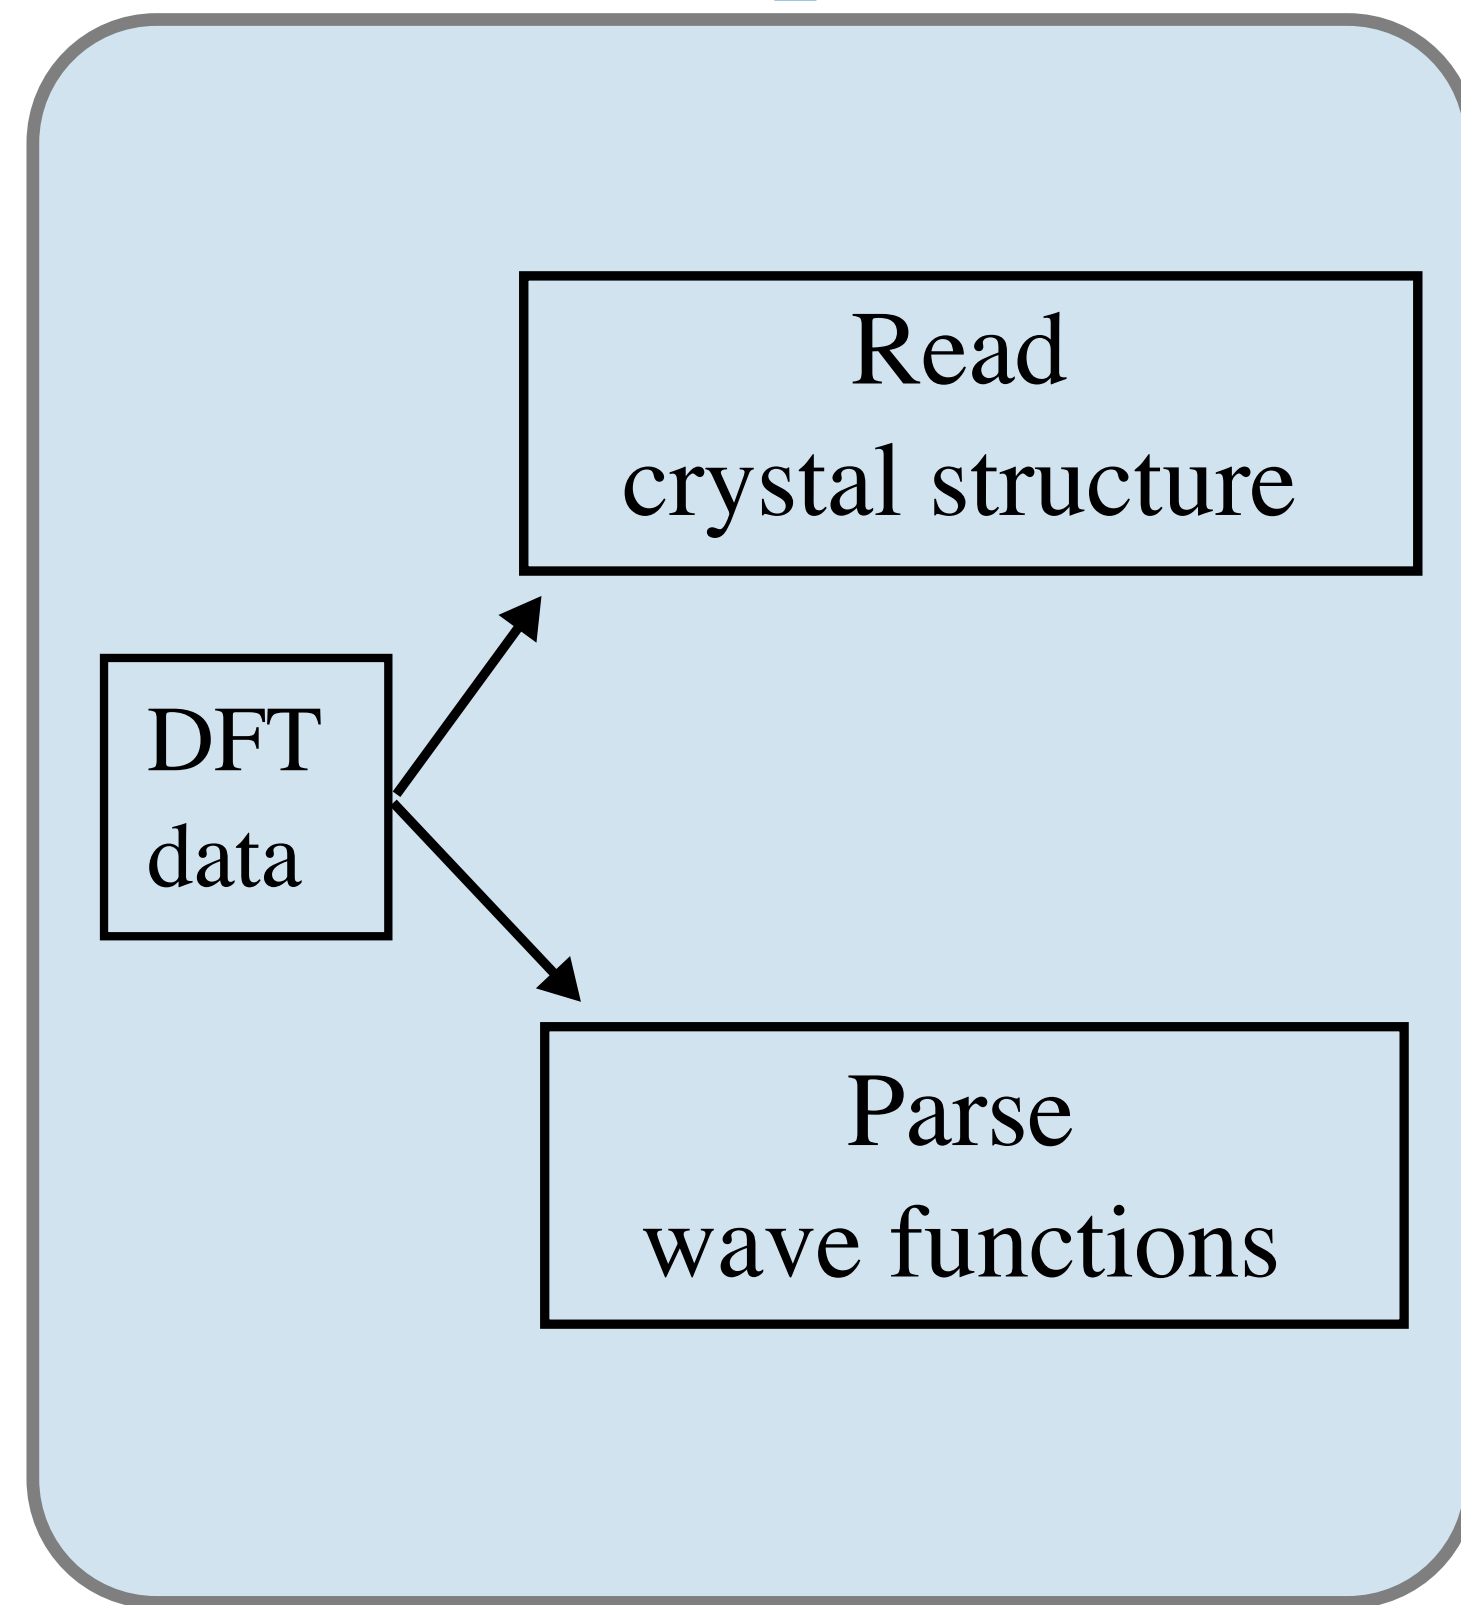 Read
crystal structure
DFT
data
Parse
wave functions